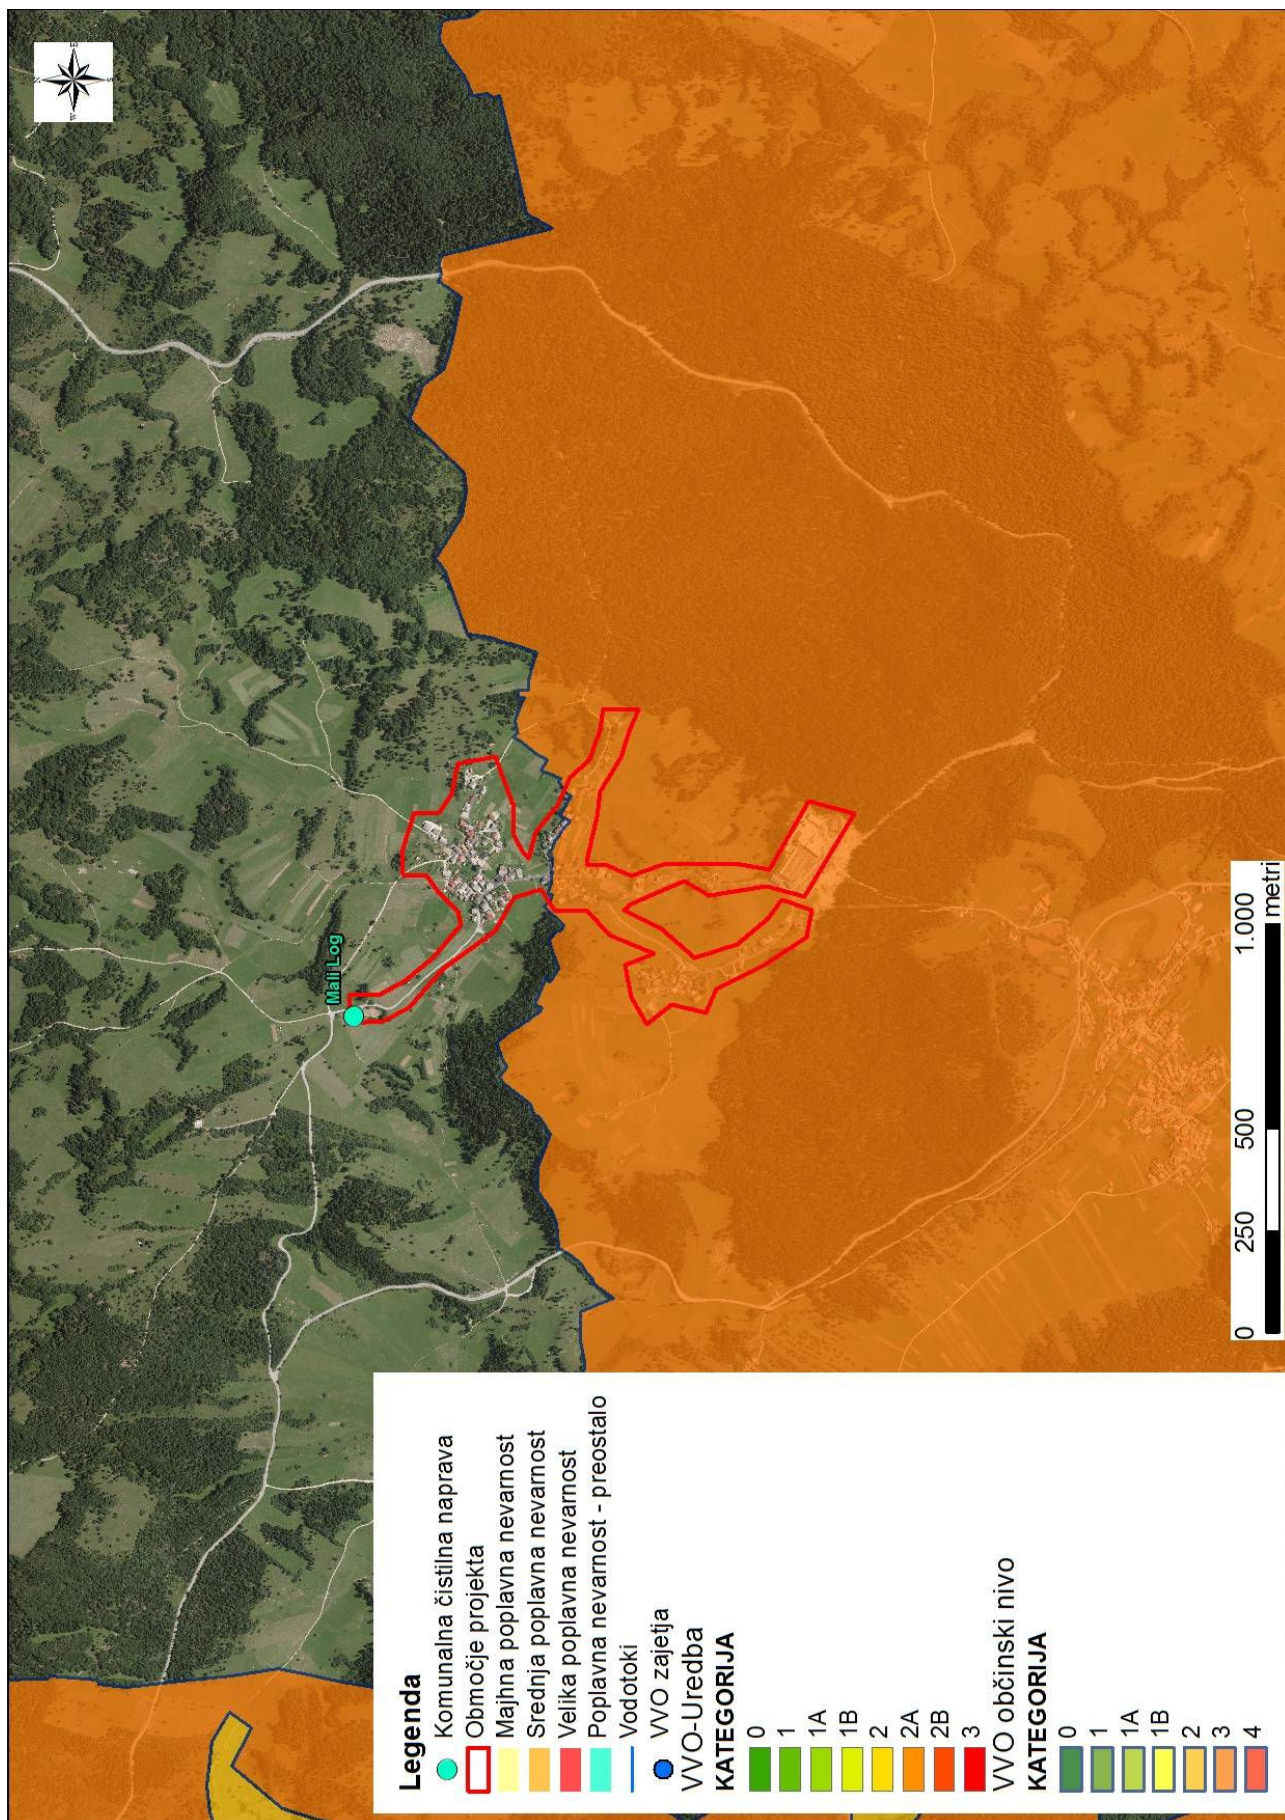 N
E
S
W
Mali Log
Legenda
Komunalna čistilna naprava
Območje projekta
Majhna poplavna nevarnost
Srednja poplavna nevarnost
Velika poplavna nevarnost
Poplavna nevarnost - preostalo
Vodotoki
VVO zajetja
VVO-Uredba
KATEGORIJA
0
1
1A
1B
2
2A
2B
3
VVO občinski nivo
KATEGORIJA
0
1
1A
1B
2
3
4
0 250 500 1.000
metri